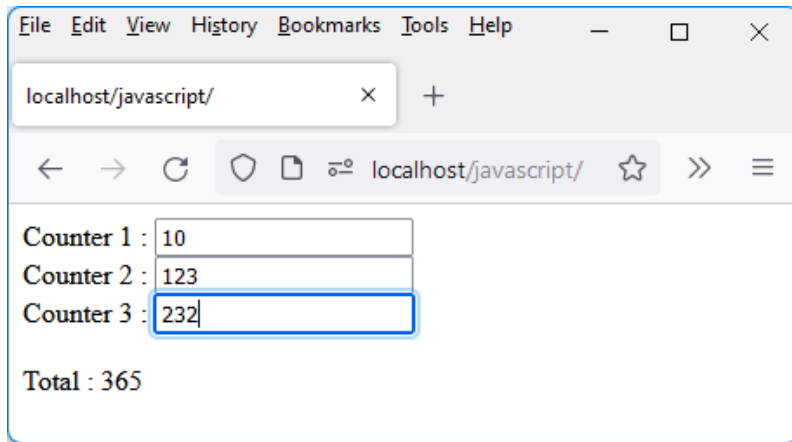 File Edit View History Bookmarks Tools Help
localhost/javascript/
localhost/javascript/
Counter 1 : 10
Counter 2 : 123
Counter 3 : 232
Total : 365